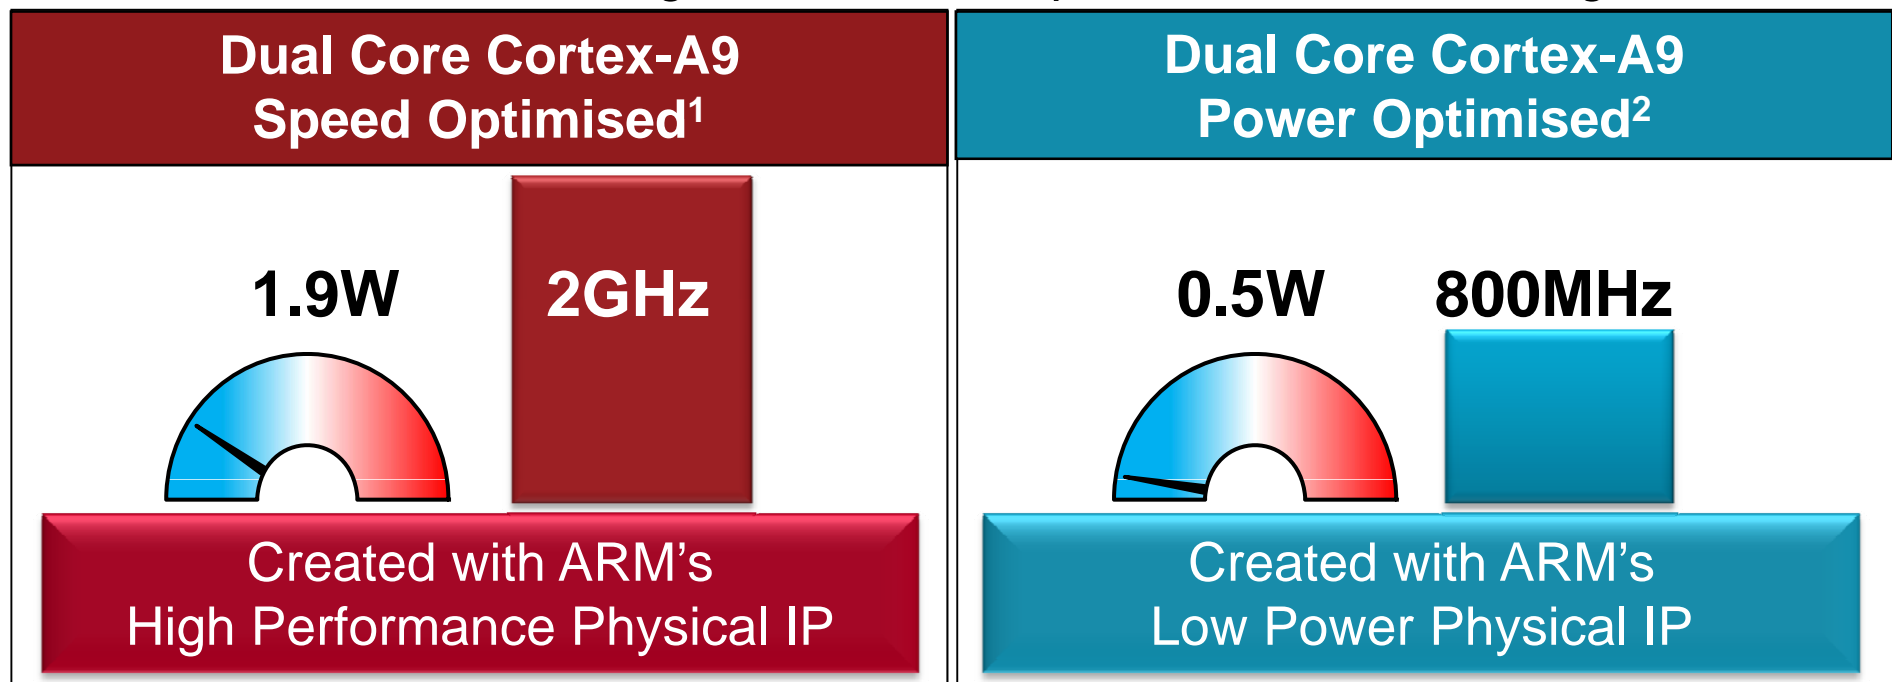 Dual Core Cortex-A9
Speed Optimised¹
1.9W
2GHz
Created with ARM's
High Performance Physical IP
Dual Core Cortex-A9
Power Optimised²
0.5W
800MHz
Created with ARM's
Low Power Physical IP